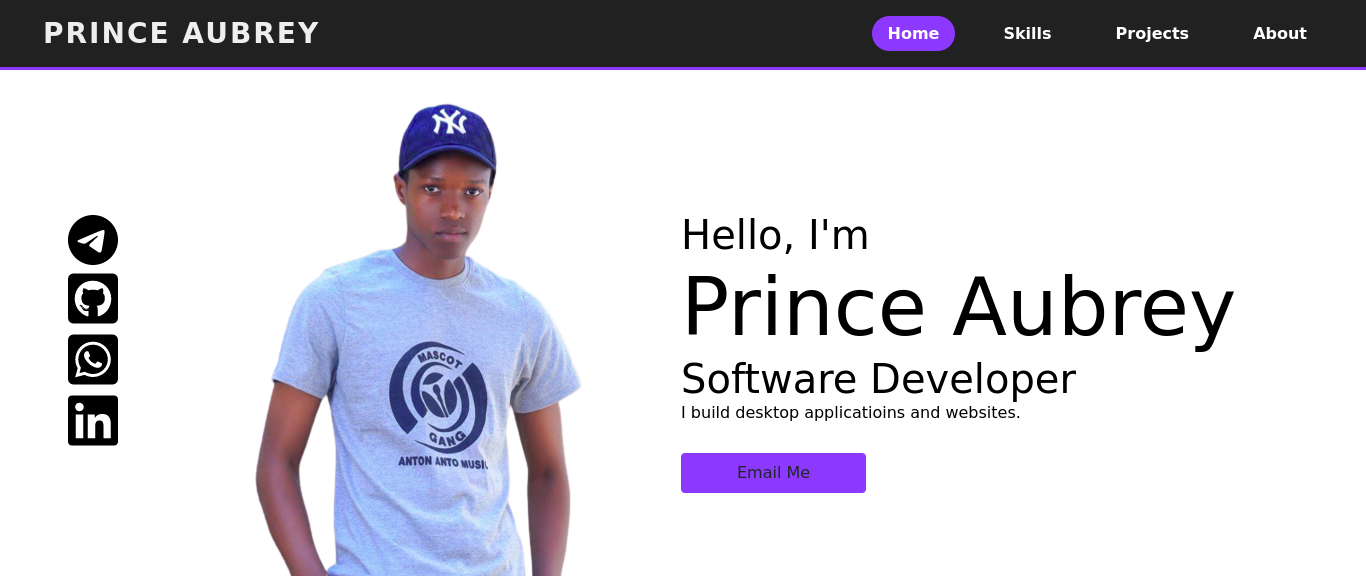 PRINCE AUBREY
Home Skills Projects About
NY
MASCOT
GANG
ANTON ANTO MUSIC
Hello, I'm
Prince Aubrey
Software Developer
I build desktop applicatioins and websites.
Email Me
in